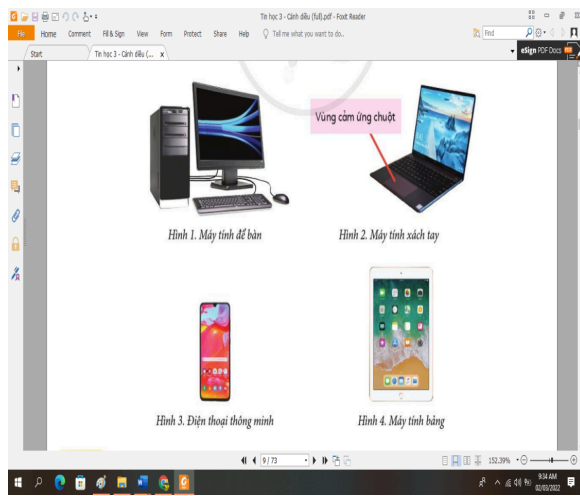 Tin học 3 - Cánh diều (full).pdf - Foxit Reader
File Home Comment Fill & Sign View Form Protect Share Help Tell me what you want to do.. Find
Start Tin học 3 - Cánh diều (... x eSign PDF Docs
Vùng cảm ứng chuột
Hình 1. Máy tính để bàn Hình 2. Máy tính xách tay
Hình 3. Điện thoại thông minh Hình 4. Máy tính bảng
9 / 73 152.39%
9:34 AM
02/03/2022